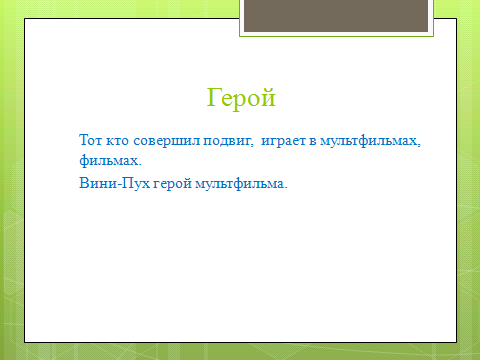 Герой
Тот кто совершил подвиг,  играет в мультфильмах,
фильмах.
Вини-Пух герой мультфильма.